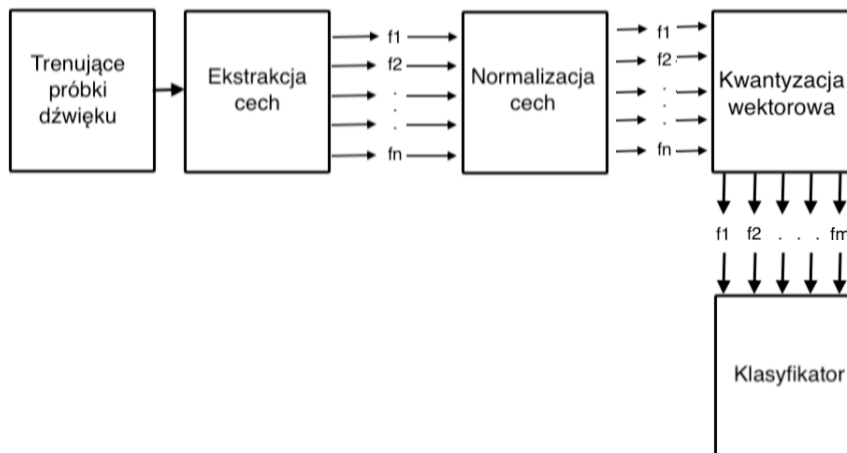 Trenujące
próbki
dźwięku
Ekstrakcja
cech
f1
f2
.
.
.
fn
Normalizacja
cech
f1
f2
.
.
.
fn
Kwantyzacja
wektorowa
f1 f2 . . . fm
Klasyfikator